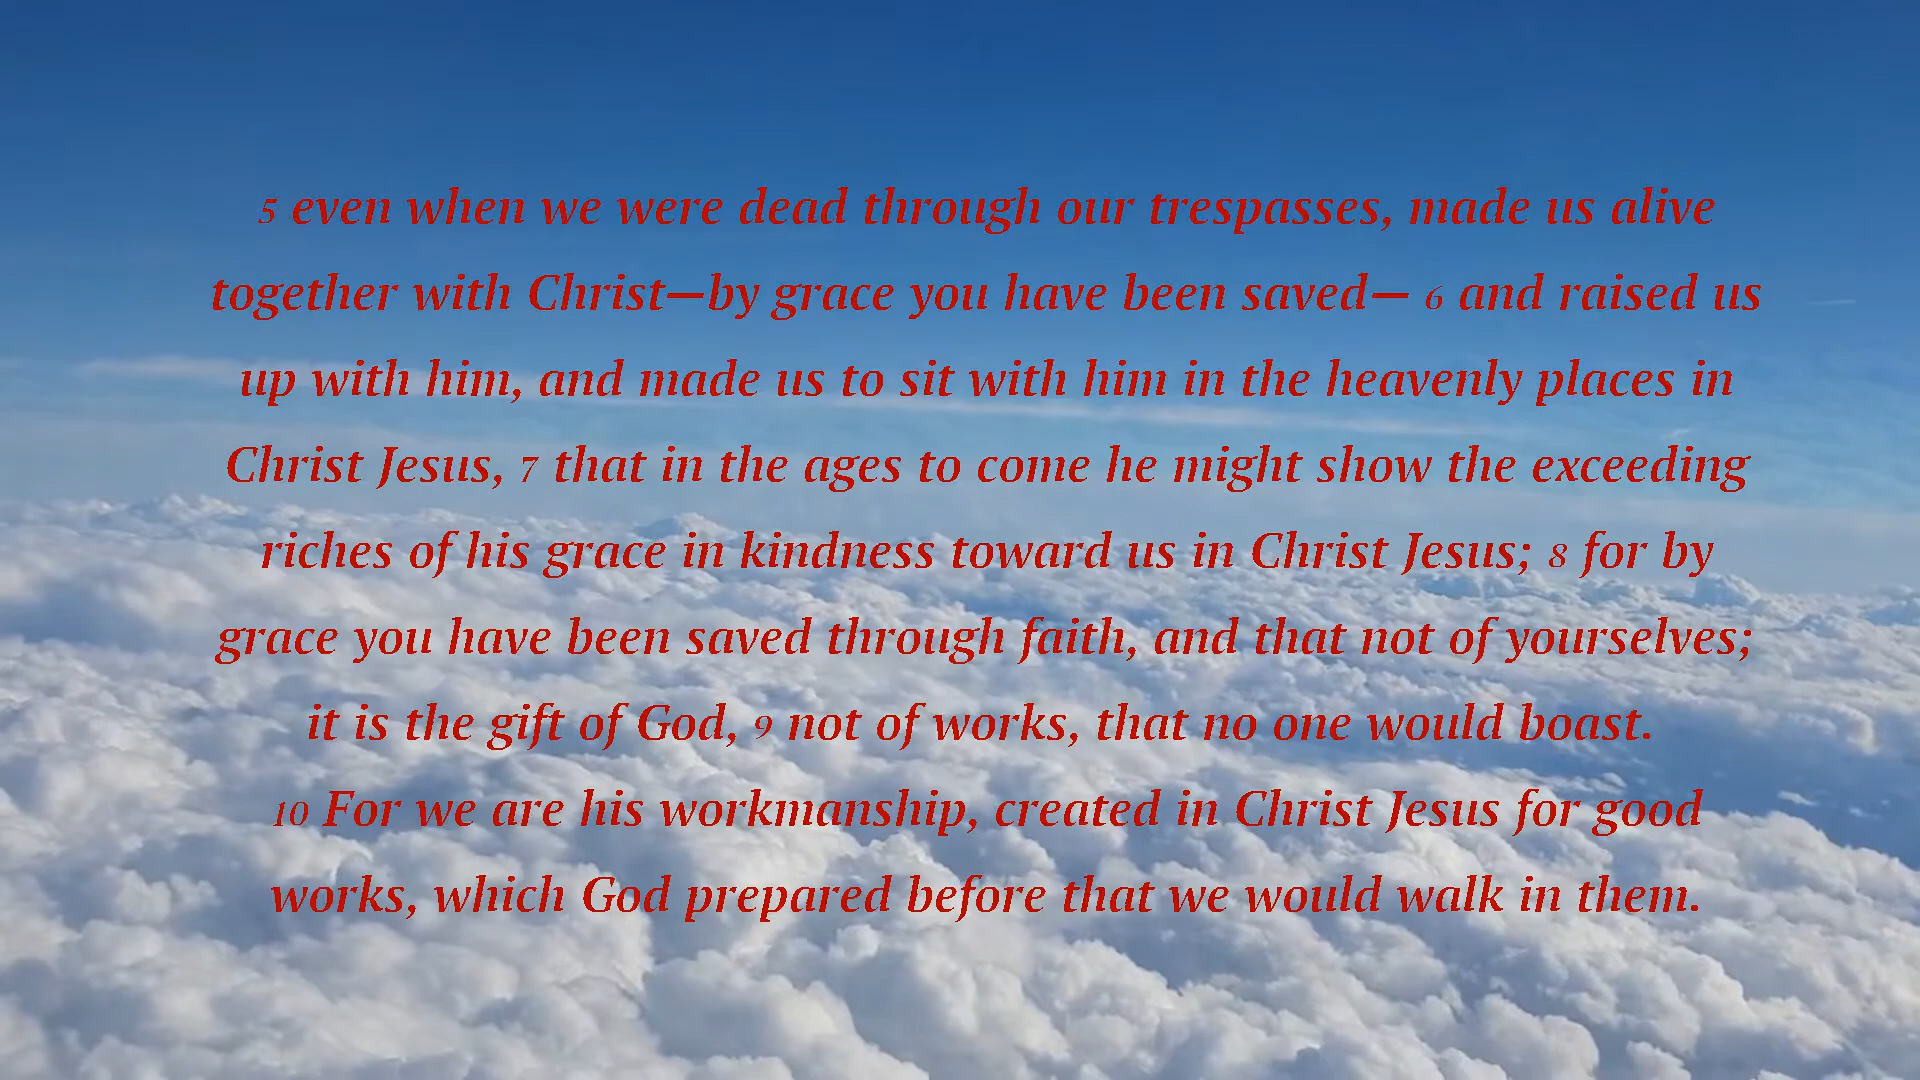 5 even when we were dead through our trespasses, made us alive
together with Christ—by grace you have been saved— 6 and raised us
up with him, and made us to sit with him in the heavenly places in
Christ Jesus, 7 that in the ages to come he might show the exceeding
riches of his grace in kindness toward us in Christ Jesus; 8 for by
grace you have been saved through faith, and that not of yourselves;
it is the gift of God, 9 not of works, that no one would boast.
10 For we are his workmanship, created in Christ Jesus for good
works, which God prepared before that we would walk in them.